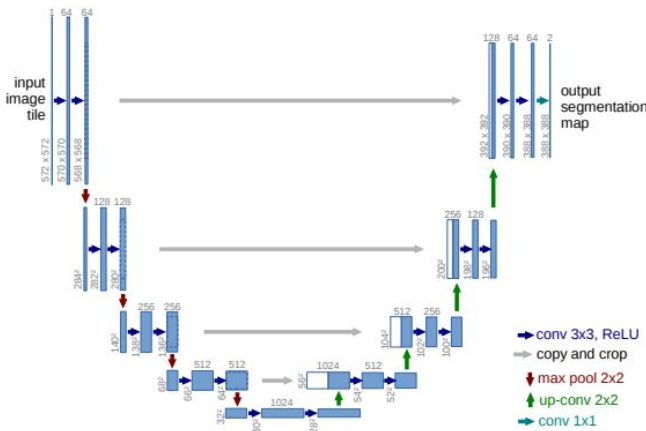 1 64 64
128 64 64 2
input
image
tile
output
segmentation
map
572 x 572
570 x 570
568 x 568
392 x 392
390 x 390
388 x 388
388 x 388
128 128
256 128
284²
282²
280²
200²
198²
196²
256 256
512 256
140²
138²
136²
104²
102²
100²
512 512
1024 512
68²
66²
64²
56²
54²
52²
1024
32²
30²
28²
conv 3x3, ReLU
copy and crop
max pool 2x2
up-conv 2x2
conv 1x1